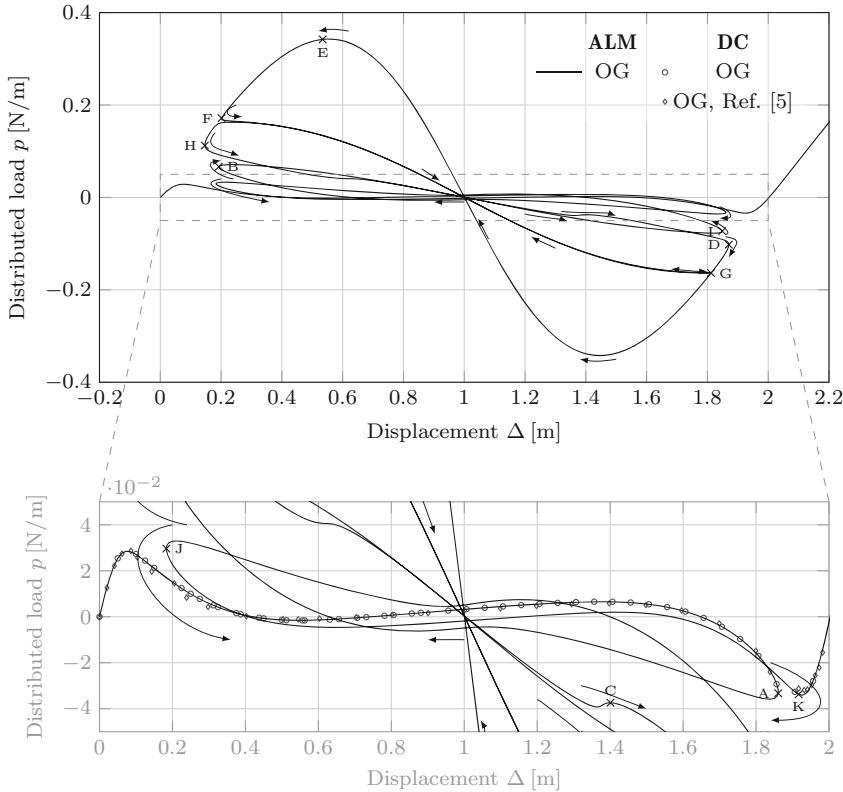 0.4
0.2
0
−0.2
−0.4
Distributed load p [N/m]
ALM DC
OG OG
OG, Ref. [5]
E
F
H
B
I
D
G
−0.2 0 0.2 0.4 0.6 0.8 1 1.2 1.4 1.6 1.8 2 2.2
Displacement Δ [m]
·10⁻²
4
2
0
−2
−4
Distributed load p [N/m]
J
C
A
K
0 0.2 0.4 0.6 0.8 1 1.2 1.4 1.6 1.8 2
Displacement Δ [m]